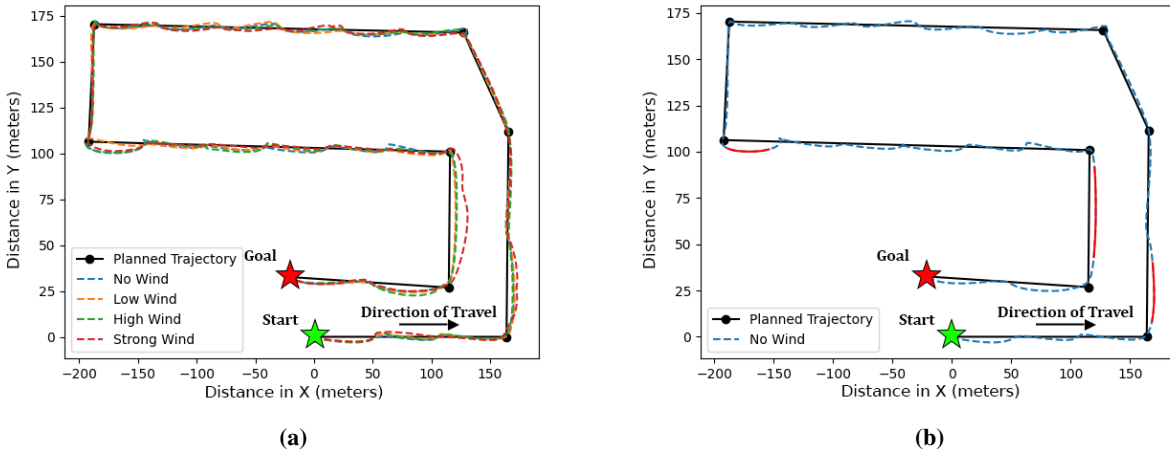 175
150
125
100
75
50
25
0
Distance in Y (meters)
Goal
Start
Direction of Travel
Planned Trajectory
No Wind
Low Wind
High Wind
Strong Wind
−200 −150 −100 −50 0 50 100 150
Distance in X (meters)
(a)
175
150
125
100
75
50
25
0
Distance in Y (meters)
Goal
Start
Direction of Travel
Planned Trajectory
No Wind
−200 −150 −100 −50 0 50 100 150
Distance in X (meters)
(b)